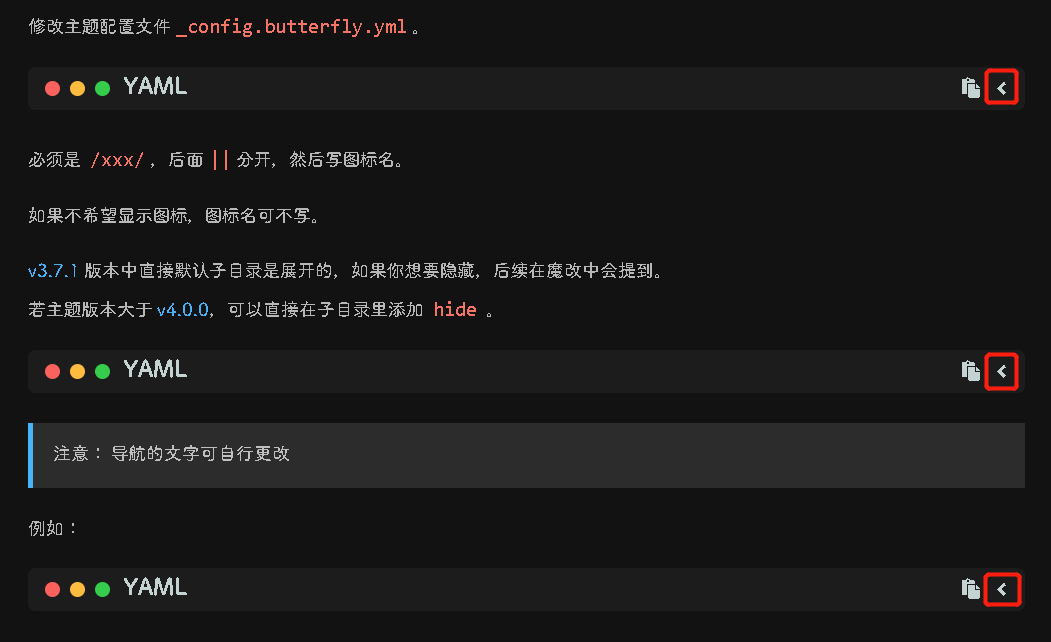 修改主题配置文件 _config.butterfly.yml 。
YAML
必须是 /xxx/ ，后面 || 分开，然后写图标名。
如果不希望显示图标，图标名可不写。
v3.7.1 版本中直接默认子目录是展开的，如果你想要隐藏，后续在魔改中会提到。
若主题版本大于 v4.0.0，可以直接在子目录里添加 hide 。
YAML
注意：导航的文字可自行更改
例如：
YAML